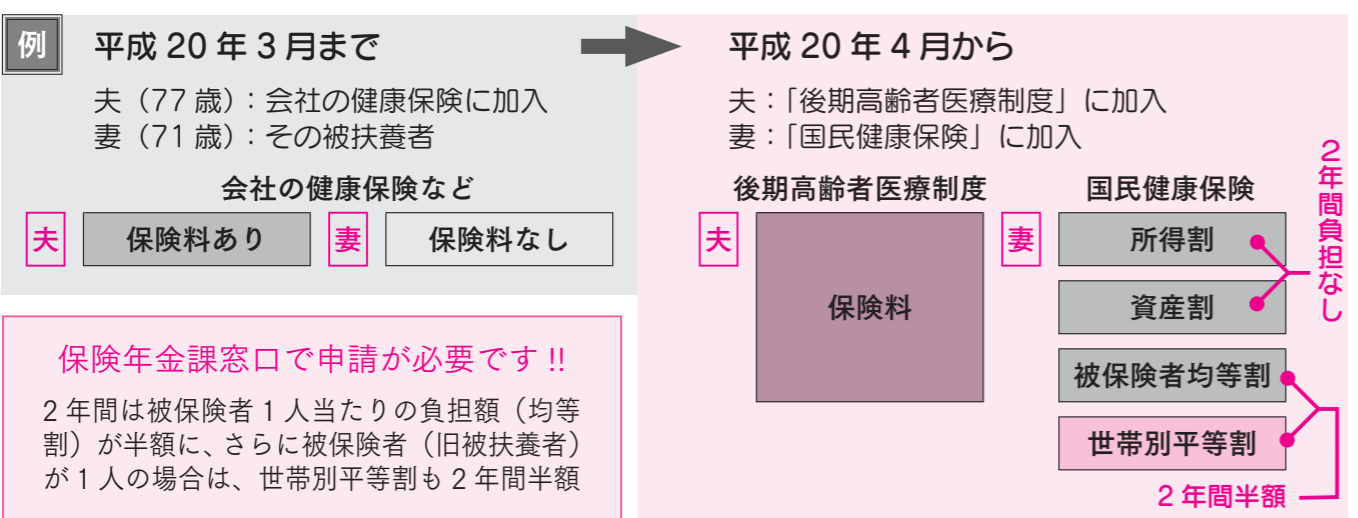 例
平成 20 年 3 月まで
夫（77 歳）：会社の健康保険に加入
妻（71 歳）：その被扶養者
会社の健康保険など
夫 保険料あり 妻 保険料なし
保険年金課窓口で申請が必要です !!
2 年間は被保険者 1 人当たりの負担額（均等
割）が半額に、さらに被保険者（旧被扶養者）
が 1 人の場合は、世帯別平等割も 2 年間半額
平成 20 年 4 月から
夫：「後期高齢者医療制度」に加入
妻：「国民健康保険」に加入
後期高齢者医療制度 国民健康保険
夫 保険料
妻 所得割
資産割
被保険者均等割
世帯別平等割
2年間負担なし
2 年間半額